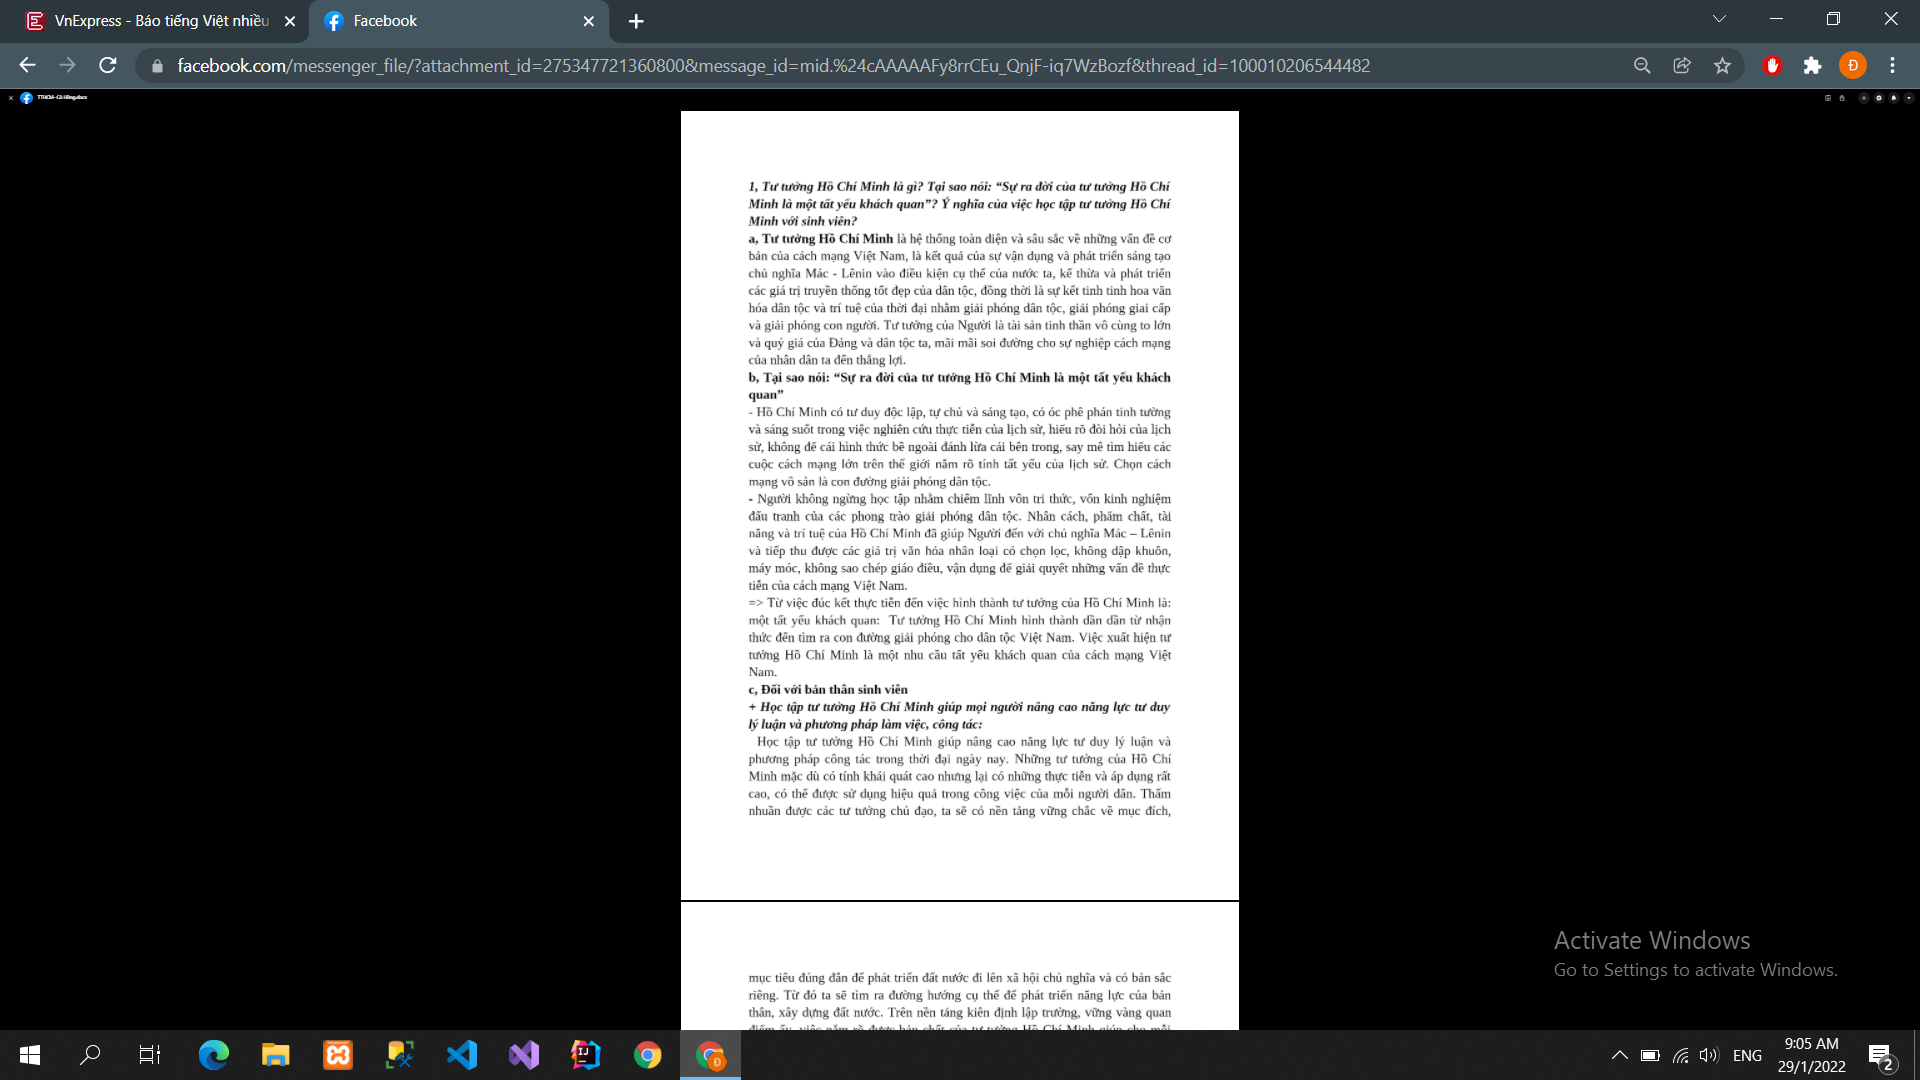 VnExpress - Báo tiếng Việt nhiều
Facebook
facebook.com/messenger_file/?attachment_id=275347721360800&message_id=mid.%24cAAAAAFy8rrCEu_QnjF-iq7WzBozf&thread_id=100010206544482
Đ
TTHCM- Cô Hồng.docx
1, Tư tưởng Hồ Chí Minh là gì? Tại sao nói: “Sự ra đời của tư tưởng Hồ Chí
Minh là một tất yếu khách quan”? Ý nghĩa của việc học tập tư tưởng Hồ Chí
Minh với sinh viên?
a, Tư tưởng Hồ Chí Minh là hệ thống toàn diện và sâu sắc về những vấn đề cơ
bản của cách mạng Việt Nam, là kết quả của sự vận dụng và phát triển sáng tạo
chủ nghĩa Mác - Lênin vào điều kiện cụ thể của nước ta, kế thừa và phát triển
các giá trị truyền thống tốt đẹp của dân tộc, đồng thời là sự kết tinh tinh hoa văn
hóa dân tộc và trí tuệ của thời đại nhằm giải phóng dân tộc, giải phóng giai cấp
và giải phóng con người. Tư tưởng của Người là tài sản tinh thần vô cùng to lớn
và quý giá của Đảng và dân tộc ta, mãi mãi soi đường cho sự nghiệp cách mạng
của nhân dân ta đến thắng lợi.
b, Tại sao nói: “Sự ra đời của tư tưởng Hồ Chí Minh là một tất yếu khách
quan”
- Hồ Chí Minh có tư duy độc lập, tự chủ và sáng tạo, có óc phê phán tinh tường
và sáng suốt trong việc nghiên cứu thực tiễn của lịch sử, hiểu rõ đòi hỏi của lịch
sử, không để cái hình thức bề ngoài đánh lừa cái bên trong, say mê tìm hiểu các
cuộc cách mạng lớn trên thế giới nắm rõ tính tất yếu của lịch sử. Chọn cách
mạng vô sản là con đường giải phóng dân tộc.
- Người không ngừng học tập nhằm chiếm lĩnh vốn tri thức, vốn kinh nghiệm
đấu tranh của các phong trào giải phóng dân tộc. Nhân cách, phẩm chất, tài
năng và trí tuệ của Hồ Chí Minh đã giúp Người đến với chủ nghĩa Mác – Lênin
và tiếp thu được các giá trị văn hóa nhân loại có chọn lọc, không dập khuôn,
máy móc, không sao chép giáo điều, vận dụng để giải quyết những vấn đề thực
tiễn của cách mạng Việt Nam.
=> Từ việc đúc kết thực tiễn đến việc hình thành tư tưởng của Hồ Chí Minh là:
một tất yếu khách quan: Tư tưởng Hồ Chí Minh hình thành dần dần từ nhận
thức đến tìm ra con đường giải phóng cho dân tộc Việt Nam. Việc xuất hiện tư
tưởng Hồ Chí Minh là một nhu cầu tất yếu khách quan của cách mạng Việt
Nam.
c, Đối với bản thân sinh viên
+ Học tập tư tưởng Hồ Chí Minh giúp mọi người nâng cao năng lực tư duy
lý luận và phương pháp làm việc, công tác:
Học tập tư tưởng Hồ Chí Minh giúp nâng cao năng lực tư duy lý luận và
phương pháp công tác trong thời đại ngày nay. Những tư tưởng của Hồ Chí
Minh mặc dù có tính khái quát cao nhưng lại có những thực tiễn và áp dụng rất
cao, có thể được sử dụng hiệu quả trong công việc của mỗi người dân. Thấm
nhuần được các tư tưởng chủ đạo, ta sẽ có nền tảng vững chắc về mục đích,
mục tiêu đúng đắn để phát triển đất nước đi lên xã hội chủ nghĩa và có bản sắc
riêng. Từ đó ta sẽ tìm ra đường hướng cụ thể để phát triển năng lực của bản
thân, xây dựng đất nước. Trên nền tảng kiên định lập trường, vững vàng quan
điểm ấy, việc nắm rõ được bản chất của tư tưởng Hồ Chí Minh giúp cho mỗi
Activate Windows
Go to Settings to activate Windows.
ENG
9:05 AM
29/1/2022
2